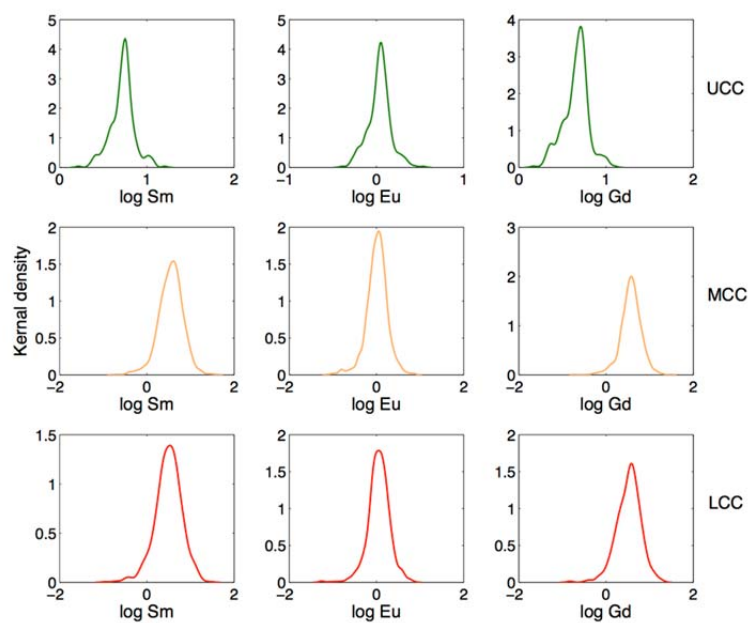 5 5 4
4 4
3
3 3
2
2 2
1 1 1
0 0 0
0 1 2 -1 0 1 0 1 2
log Sm log Eu log Gd
UCC
2 2 3
1.5 1.5
2
1 1
1
0.5 0.5
0 0 0
-2 0 2 -2 0 2 -2 0 2
log Sm log Eu log Gd
MCC
Kernal density
1.5 2 2
1.5 1.5
1
1 1
0.5
0.5 0.5
0 0 0
-2 0 2 -2 0 2 -2 0 2
log Sm log Eu log Gd
LCC